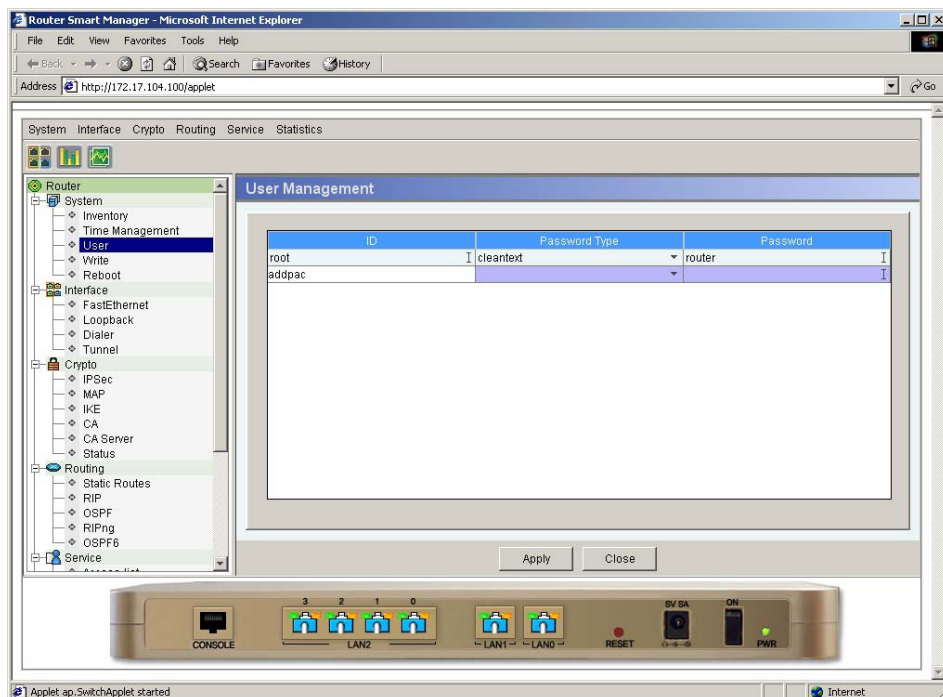 Router Smart Manager - Microsoft Internet Explorer
File Edit View Favorites Tools Help
Back Search Favorites History
Address http://172.17.104.100/applet Go
System Interface Crypto Routing Service Statistics
Router
System
Inventory
Time Management
User
Write
Reboot
Interface
FastEthernet
Loopback
Dialer
Tunnel
Crypto
IPSec
MAP
IKE
CA
CA Server
Status
Routing
Static Routes
RIP
OSPF
RIPng
OSPF6
Service
User Management
ID Password Type Password
root cleantext router
addpac
Apply Close
3 2 1 0
5V 5A ON
CONSOLE LAN2 LAN1 LAN0 RESET PWR
Applet ap.SwitchApplet started Internet